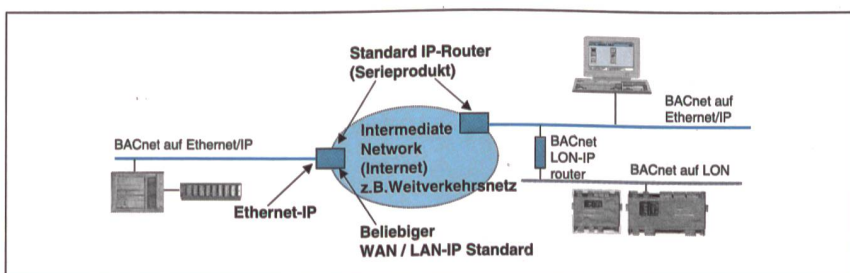 Standard IP-Router
(Serieprodukt)
BACnet auf Ethernet/IP
Intermediate
Network
(Internet)
z.B.Weitverkehrsnetz
BACnet auf
Ethernet/IP
BACnet
LON-IP
router
BACnet auf LON
Ethernet-IP
Beliebiger
WAN / LAN-IP Standard